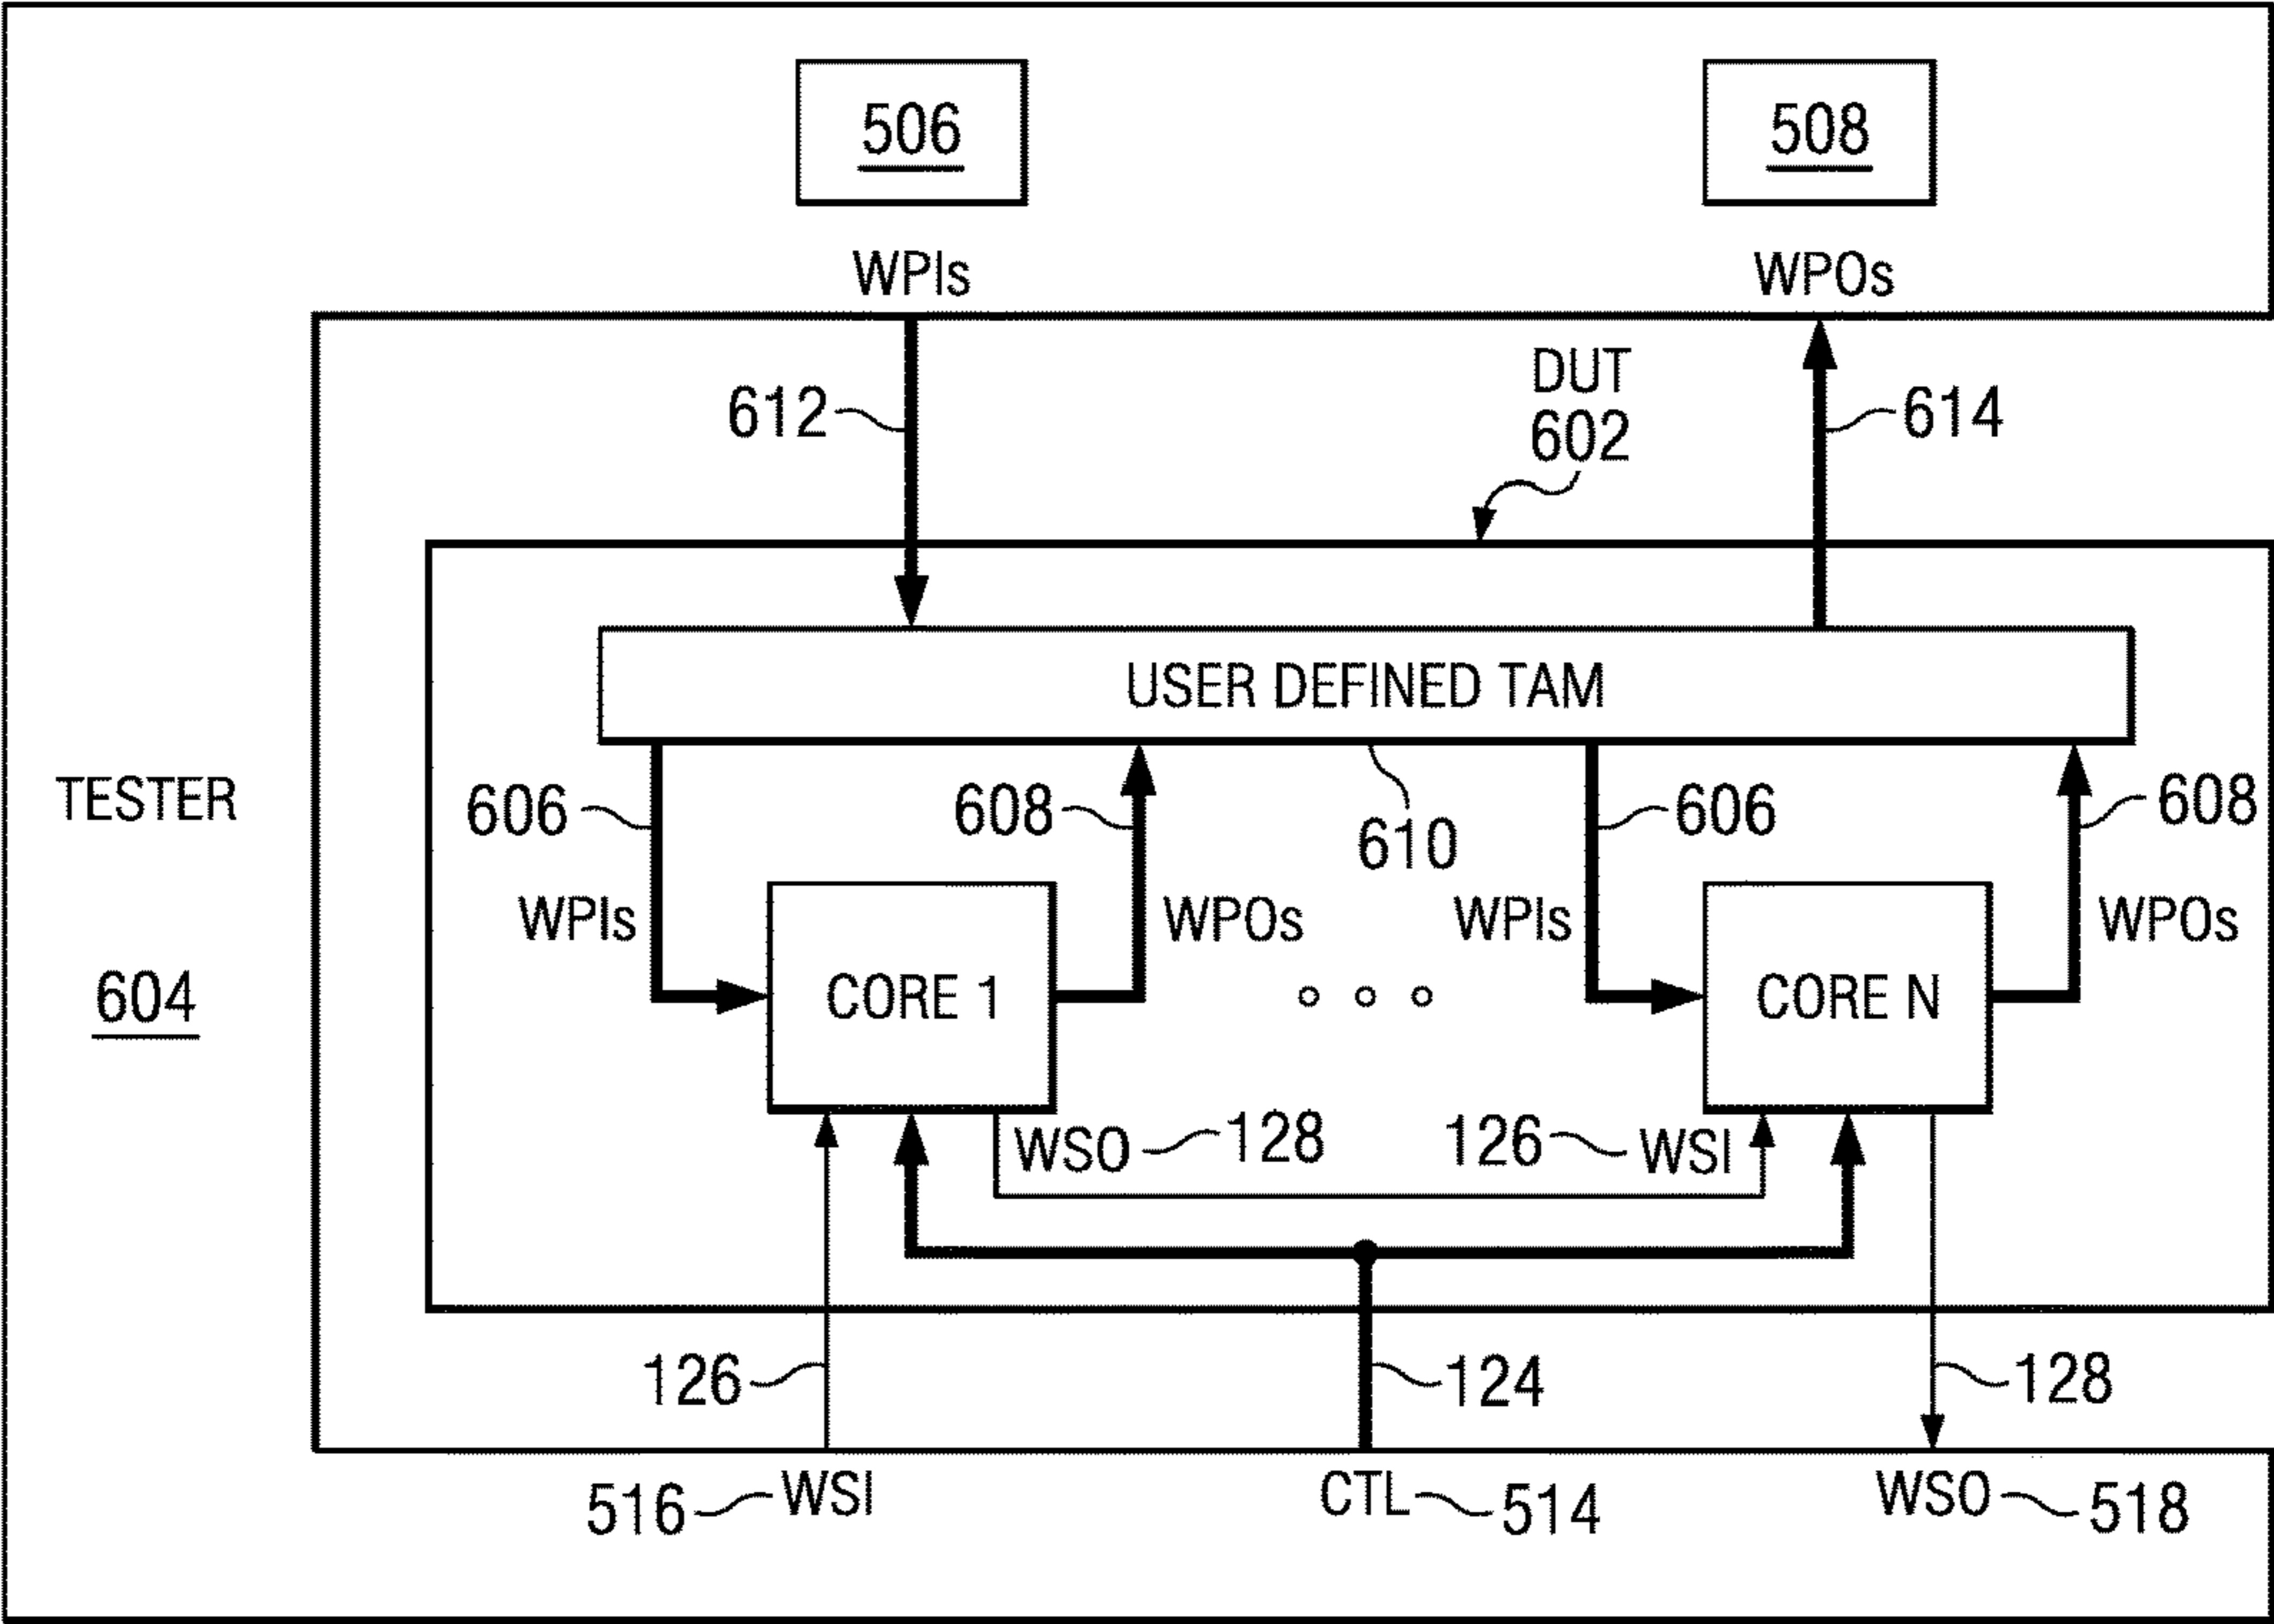 506
508
WPIs
WPOs
DUT
602
612
614
USER DEFINED TAM
TESTER
606
608
610
606
608
WPIs
WPOs
WPIs
WPOs
604
CORE 1
CORE N
WSO 128
126 WSI
126
124
128
516 WSI
CTL 514
WSO 518